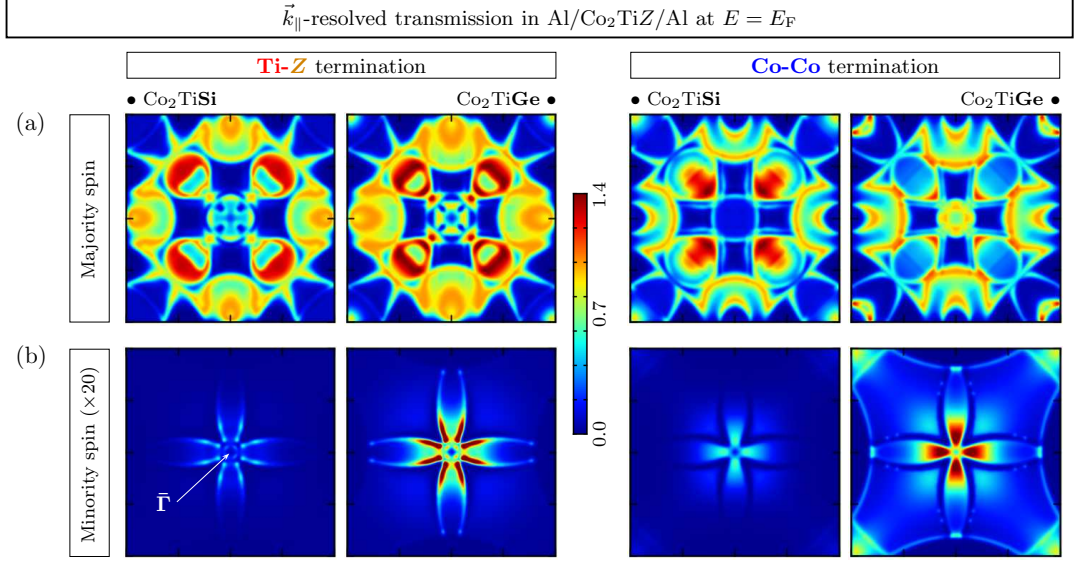 k⃗∥-resolved transmission in Al/Co₂TiZ/Al at E = E_F
Ti-Z termination
Co-Co termination
• Co₂TiSi
Co₂TiGe •
• Co₂TiSi
Co₂TiGe •
(a)
Majority spin
1.4
0.7
0.0
(b)
Minority spin (×20)
Γ̄